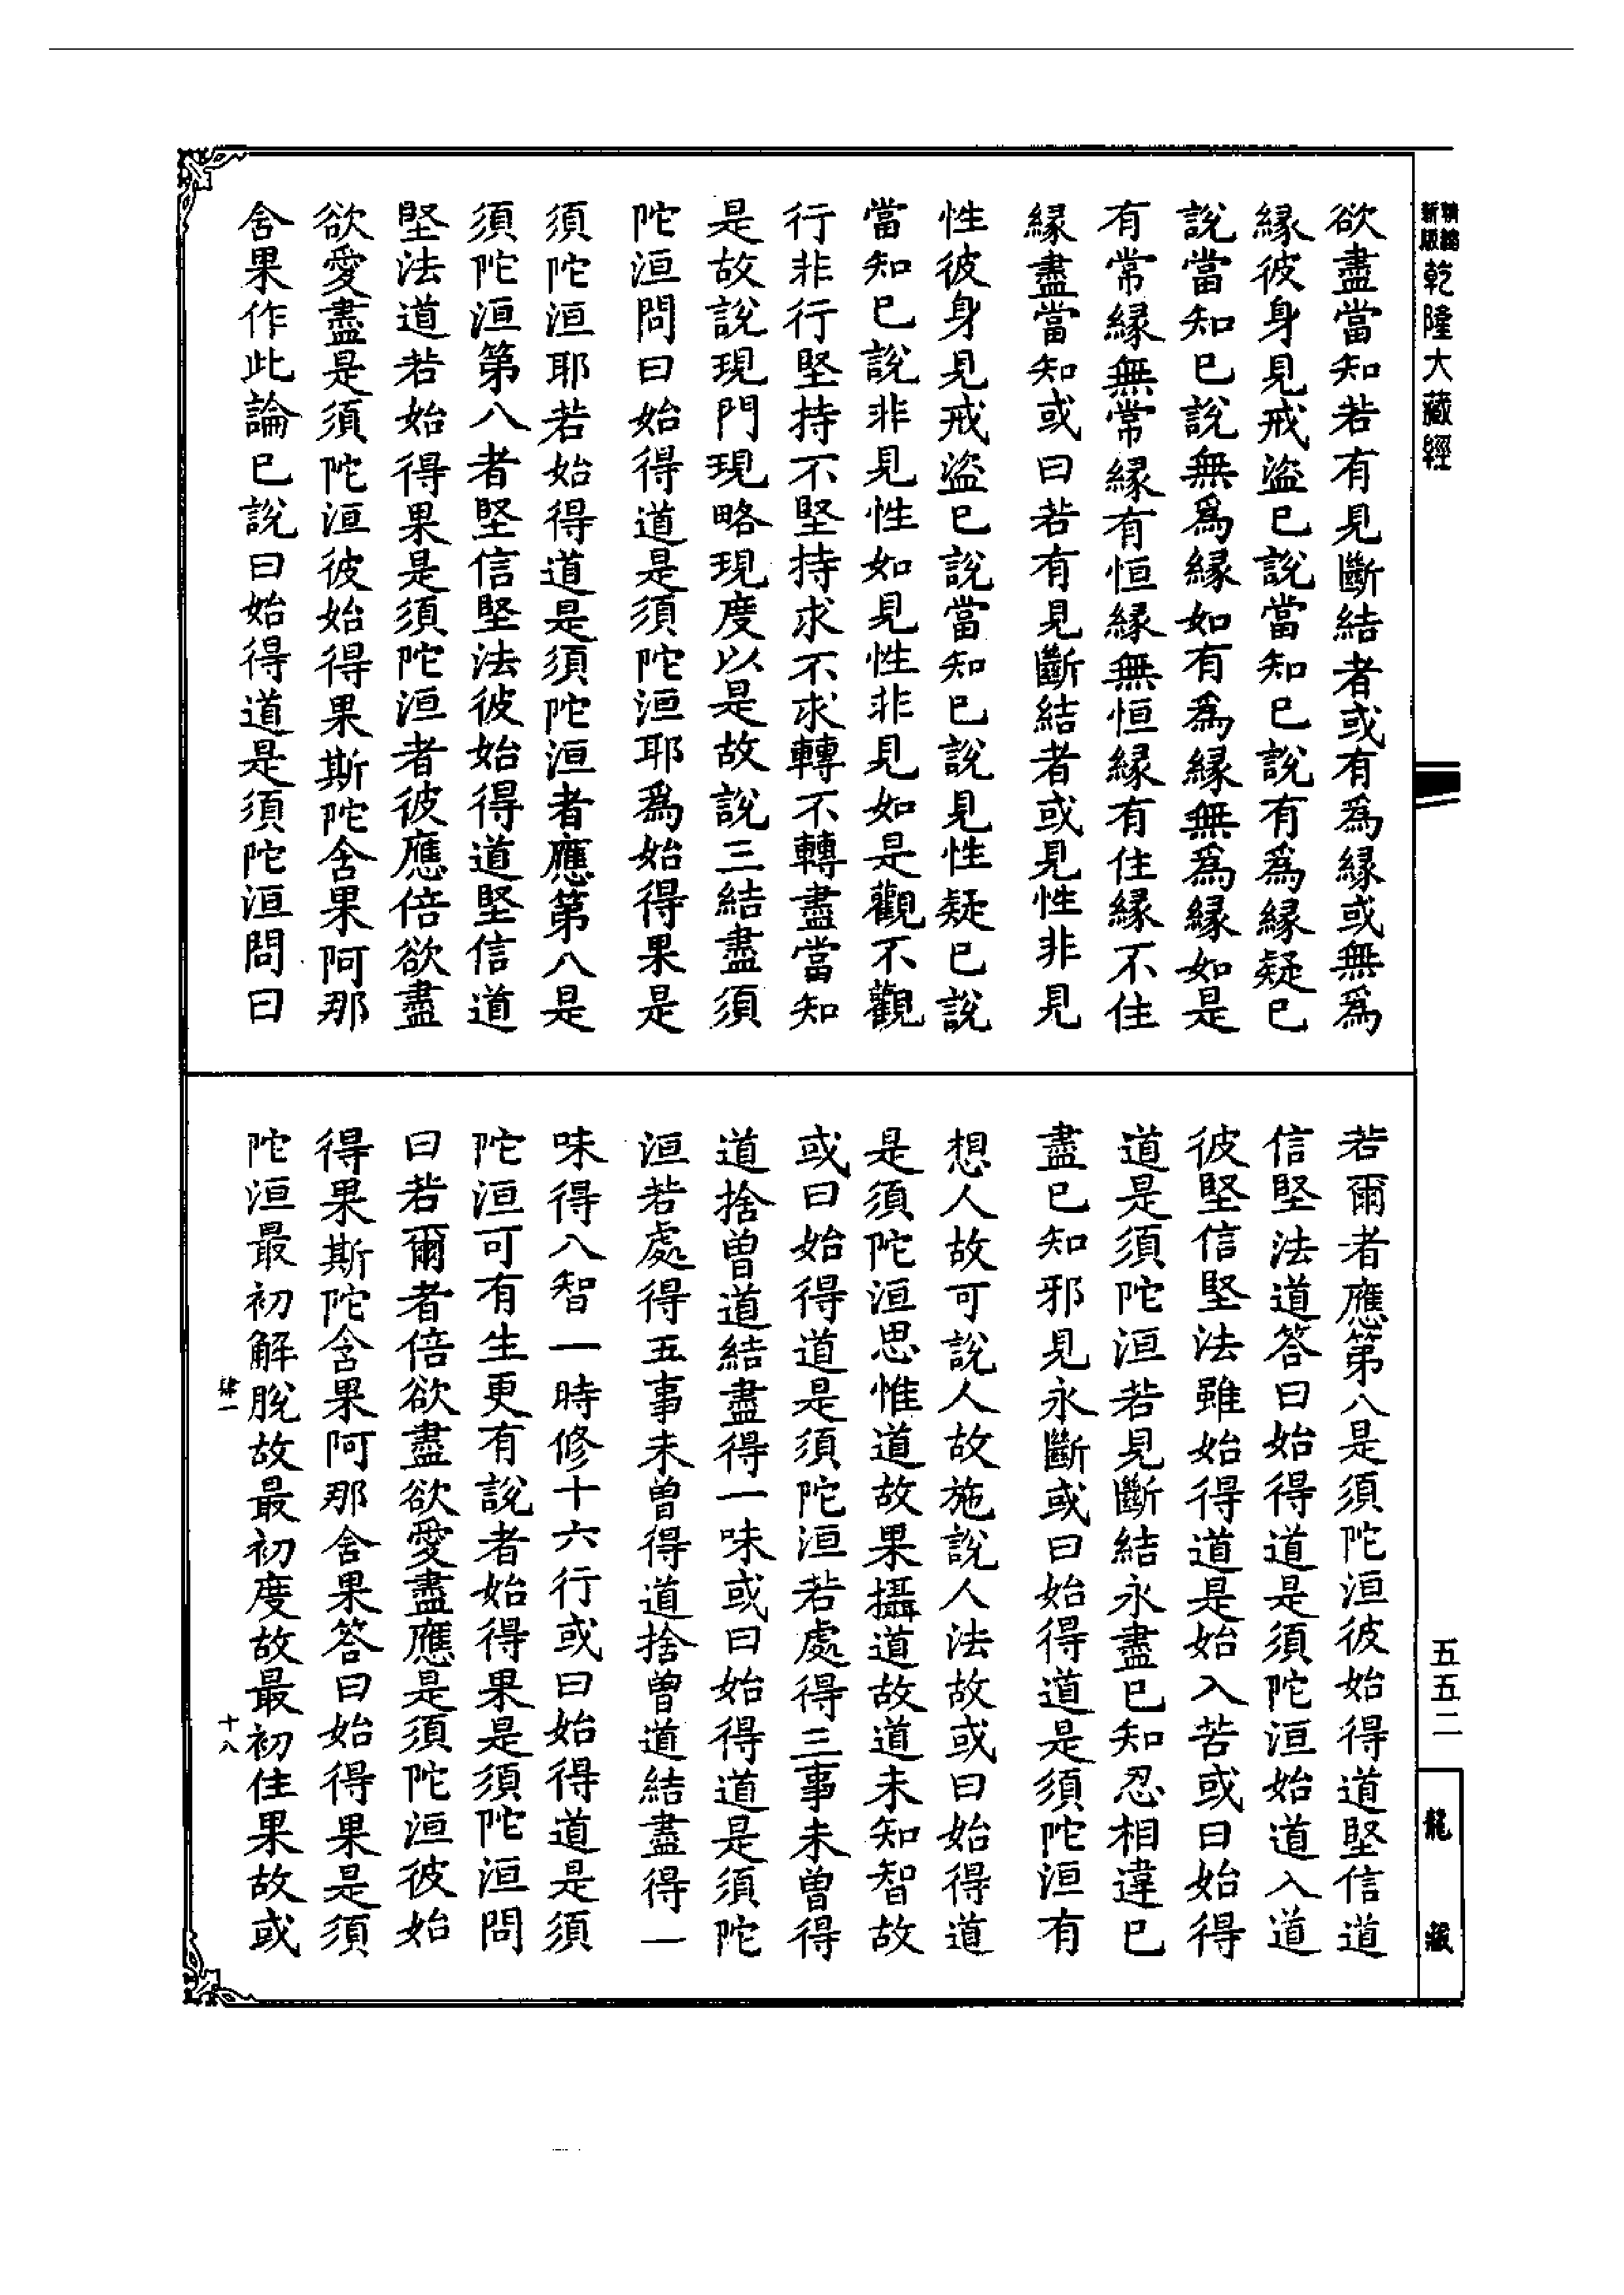 精縮新版乾隆大藏經
欲盡當知若有見斷結者或有爲緣或無爲
緣彼身見戒盜已說當知已說有爲緣疑已
說當知已說無爲緣如有爲緣無爲緣如是
有常緣無常緣有恒緣無恒緣有住緣不住
緣盡當知或曰若有見斷結者或見性非見
性彼身見戒盜已說當知已說見性疑已說
當知已說非見性如見性非見如是觀不觀
行非行堅持不堅持求不求轉不轉盡當知
是故說現門現略現度以是故說三結盡須
陀洹問曰始得道是須陀洹耶爲始得果是
須陀洹耶若始得道是須陀洹者應第八是
須陀洹第八者堅信堅法彼始得道堅信道
堅法道若始得果是須陀洹者彼應倍欲盡
欲愛盡是須陀洹彼始得果斯陀含果阿那
含果作此論已說曰始得道是須陀洹問曰
若爾者應第八是須陀洹彼始得道堅信道
信堅法道答曰始得道是須陀洹始道入道
彼堅信堅法雖始得道是始入苦或曰始得
道是須陀洹若見斷結永盡已知忍相違已
盡已知邪見永斷或曰始得道是須陀洹有
想人故可說人故施說人法故或曰始得道
是須陀洹思惟道故果攝道故道未知智故
或曰始得道是須陀洹若處得三事未曾得
道捨曾道結盡得一味或曰始得道是須陀
洹若處得五事未曾得道捨曾道結盡得一
味得八智一時修十六行或曰始得道是須
陀洹可有生更有說者始得果是須陀洹問
曰若爾者倍欲盡欲愛盡應是須陀洹彼始
得果斯陀含果阿那含果答曰始得果是須
陀洹最初解脫故最初度故最初住果故或
肆一
十八
五五二
龍藏